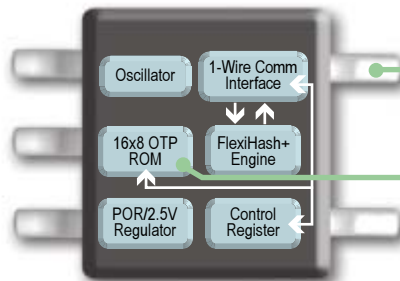 Oscillator
1-Wire Comm
Interface
16x8 OTP
ROM
FlexiHash+
Engine
POR/2.5V
Regulator
Control
Register